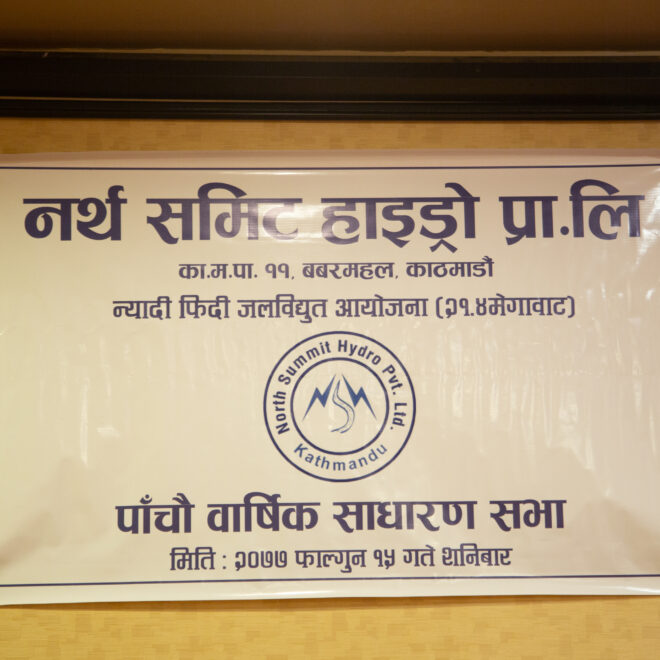 नर्थ समिट हाइड्रो प्रा.लि
का.म.पा. ११, बबरमहल, काठमाडौ
न्यादी फिदी जलविद्युत आयोजना (२१.४मेगावाट)
North Summit Hydro Pvt. Ltd.
Kathmandu
पाँचौ वार्षिक साधारण सभा
मिति : २०७७ फाल्गुन १५ गते शनिबार